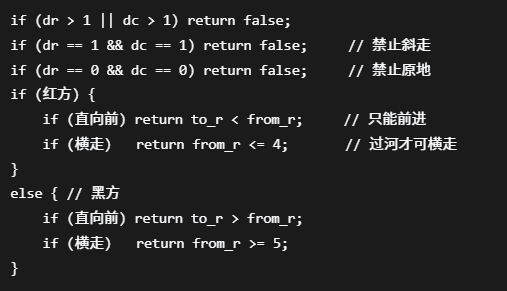 if (dr > 1 || dc > 1) return false;
if (dr == 1 && dc == 1) return false;     // 禁止斜走
if (dr == 0 && dc == 0) return false;     // 禁止原地
if (红方) {
    if (直向前) return to_r < from_r;     // 只能前进
    if (横走)   return from_r <= 4;       // 过河才可横走
}
else { // 黑方
    if (直向前) return to_r > from_r;
    if (横走)   return from_r >= 5;
}